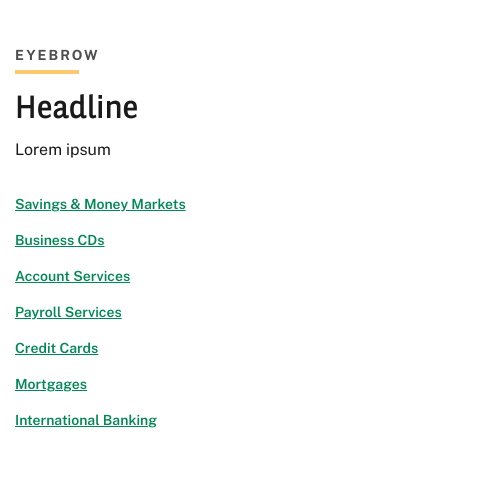 EYEBROW
Headline
Lorem ipsum
Savings & Money Markets
Business CDs
Account Services
Payroll Services
Credit Cards
Mortgages
International Banking